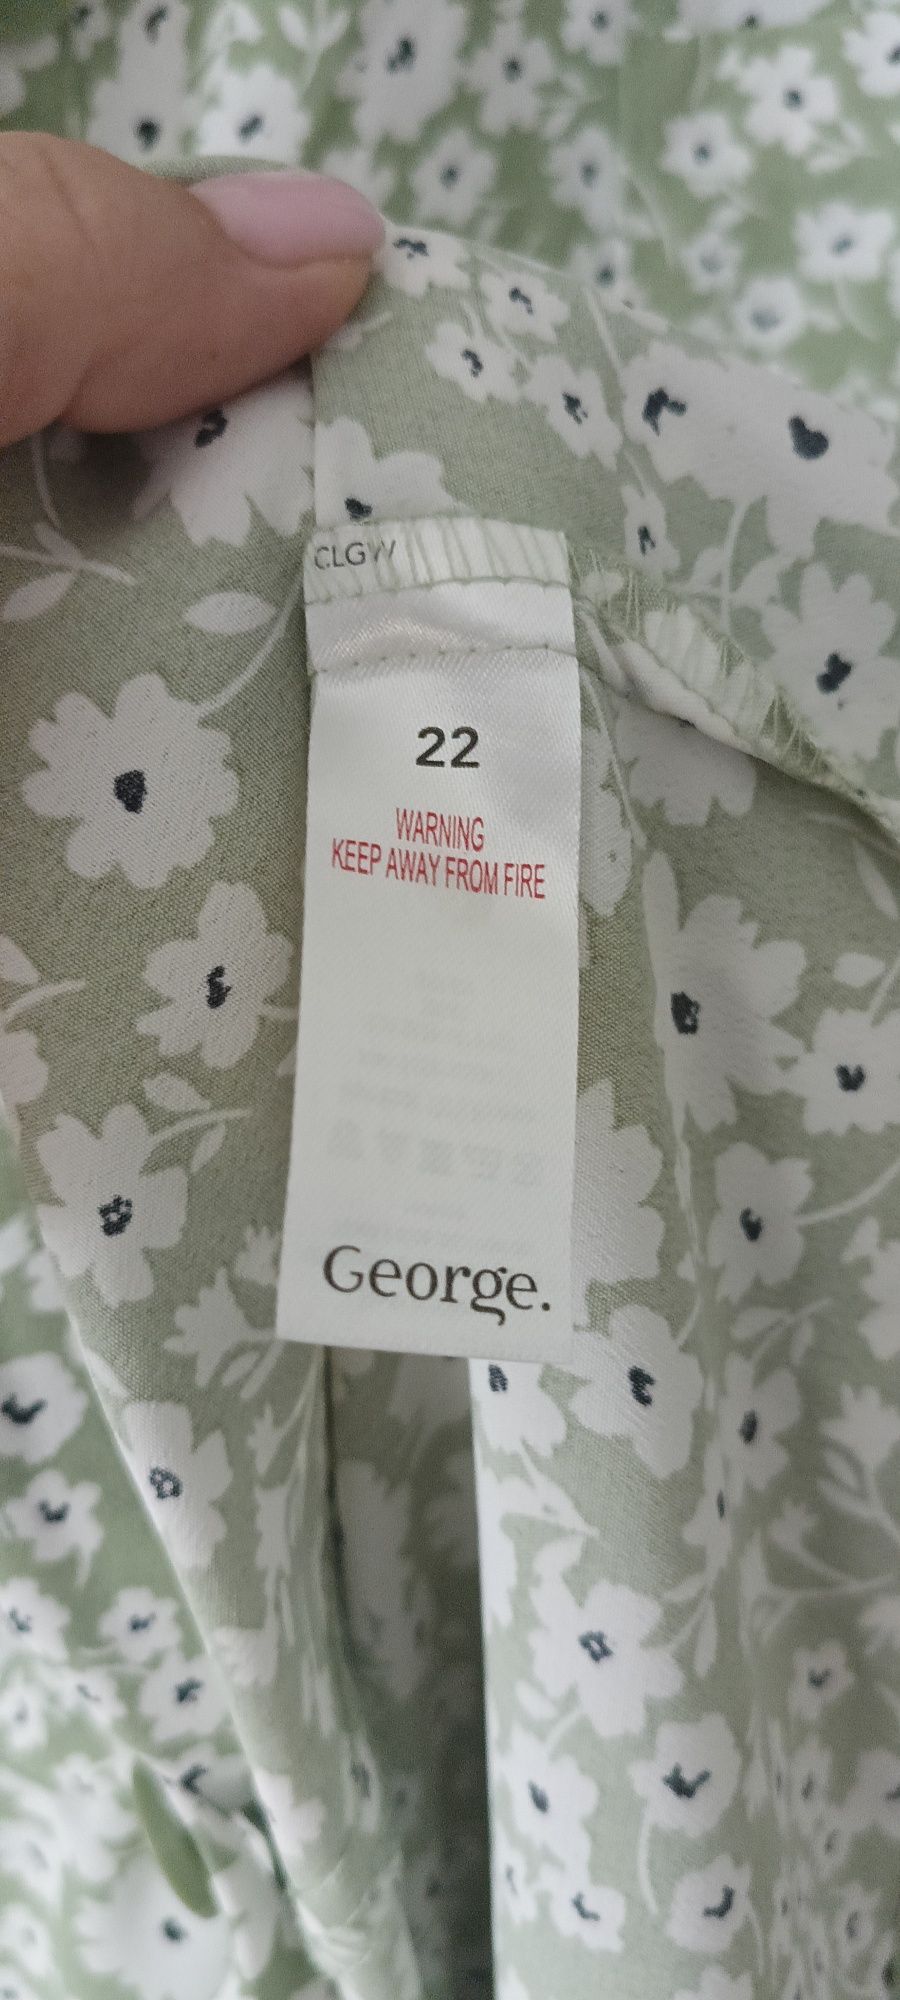 CLGW
22
WARNING
KEEP AWAY FROM FIRE
George.